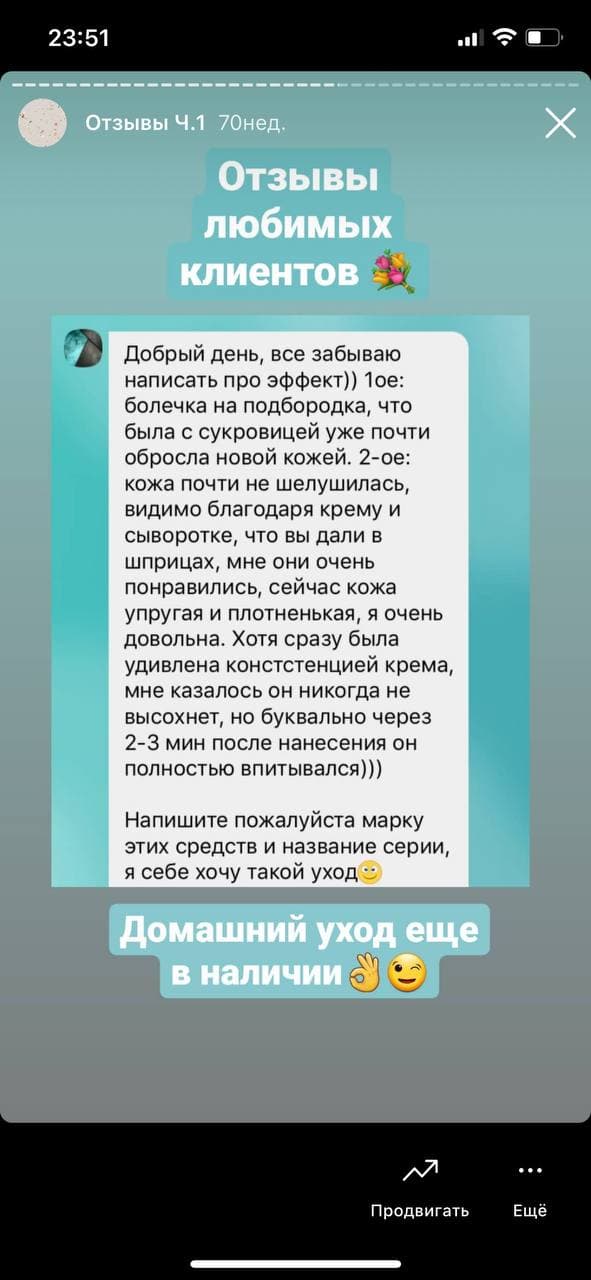 23:51
Отзывы Ч.1 70нед.
Отзывы
любимых
клиентов 💐
Добрый день, все забываю
написать про эффект)) 1ое:
болечка на подбородка, что
была с сукровицей уже почти
обросла новой кожей. 2-ое:
кожа почти не шелушилась,
видимо благодаря крему и
сыворотке, что вы дали в
шприцах, мне они очень
понравились, сейчас кожа
упругая и плотненькая, я очень
довольна. Хотя сразу была
удивлена констстенцией крема,
мне казалось он никогда не
высохнет, но буквально через
2-3 мин после нанесения он
полностью впитывался)))
Напишите пожалуйста марку
этих средств и название серии,
я себе хочу такой уход🙂
Домашний уход еще
в наличии👌😉
Продвигать Ещё